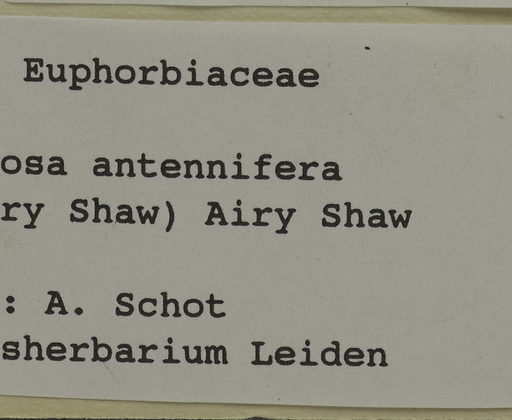 Euphorbiaceae
osa antennifera
ry Shaw) Airy Shaw
: A. Schot
sherbarium Leiden